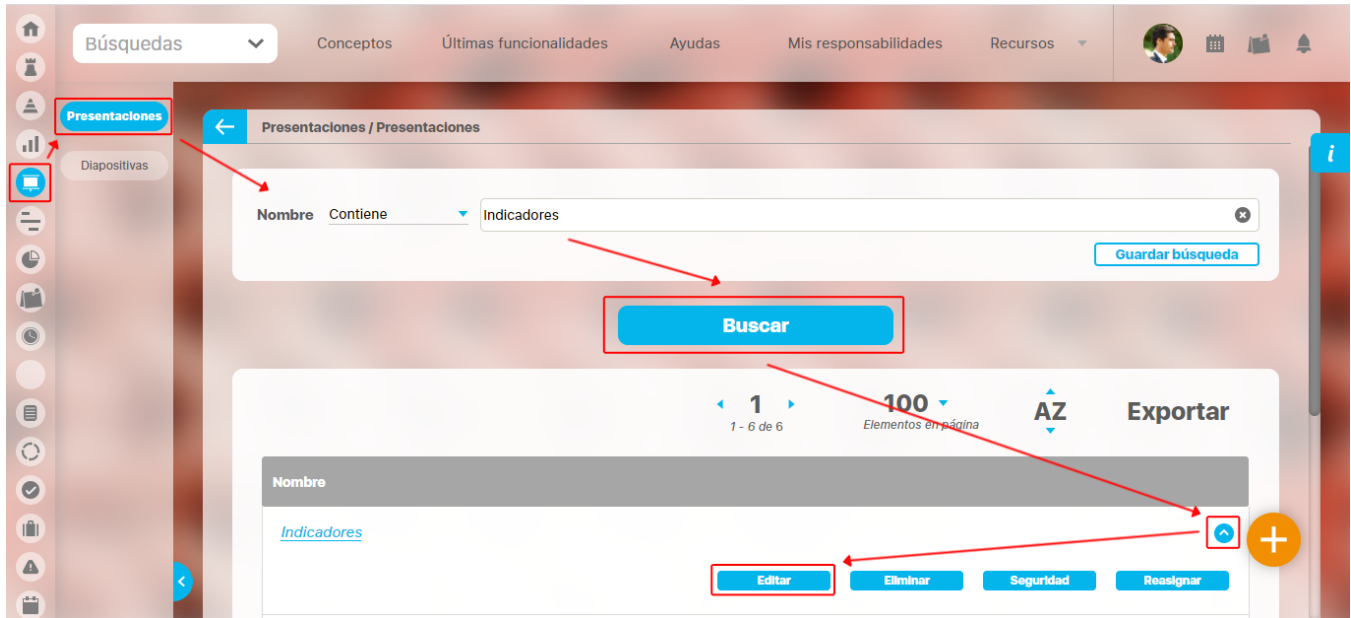 Búsquedas
Conceptos
Últimas funcionalidades
Ayudas
Mis responsabilidades
Recursos
Presentaciones
Diapositivas
Presentaciones / Presentaciones
i
Nombre Contiene Indicadores
Guardar búsqueda
Buscar
1
1 - 6 de 6
100
Elementos en página
AZ
Exportar
Nombre
Indicadores
Editar Eliminar Seguridad Reasignar